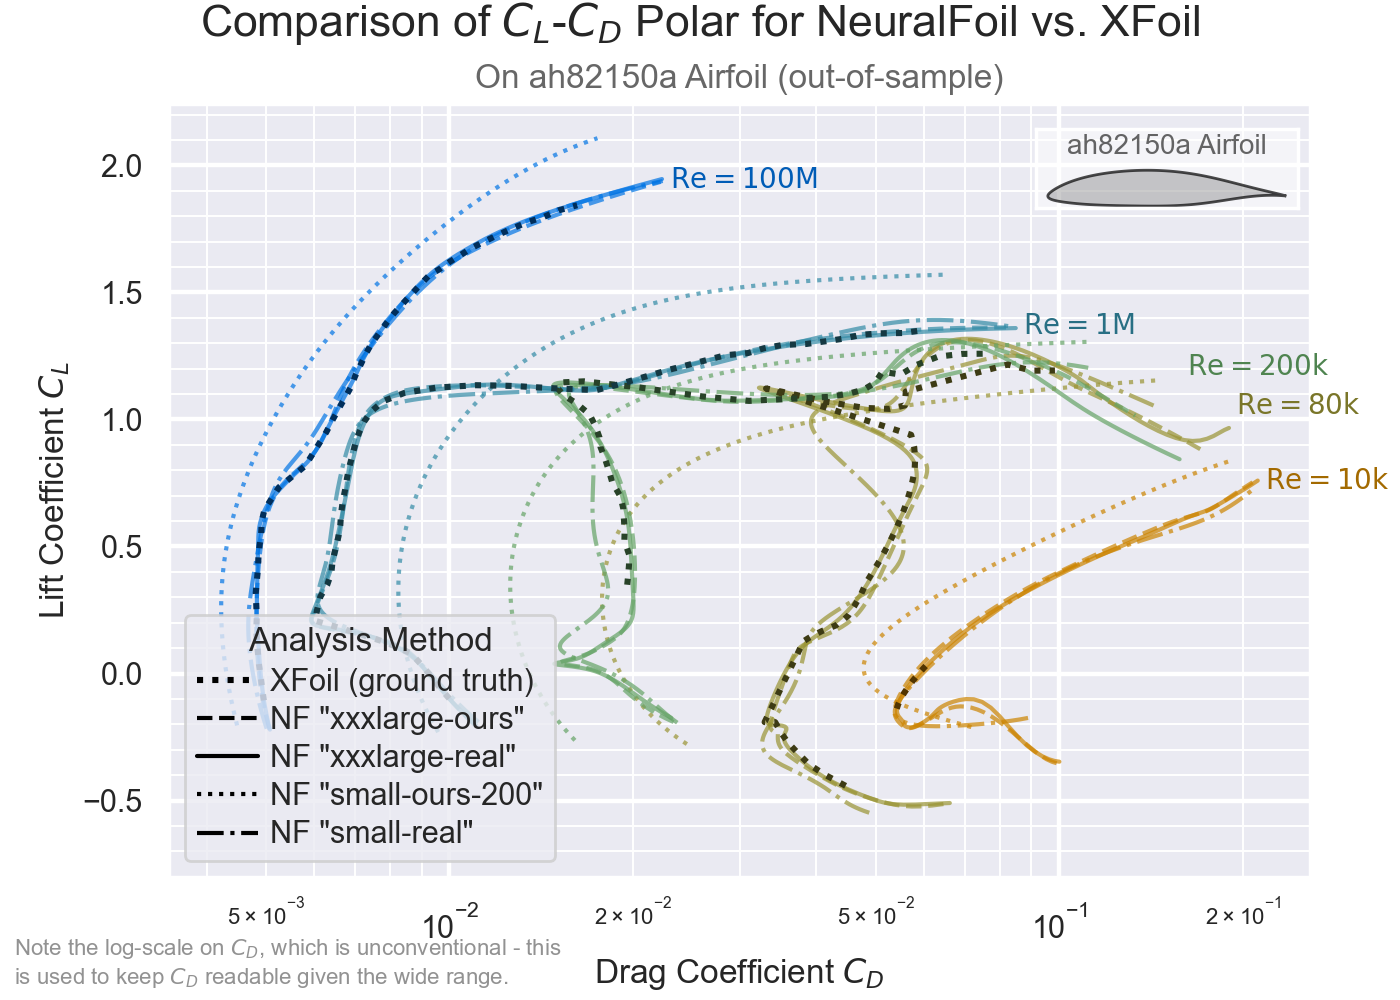 Comparison of C_L-C_D Polar for NeuralFoil vs. XFoil
On ah82150a Airfoil (out-of-sample)
ah82150a Airfoil
Re = 100M
Re = 1M
Re = 200k
Re = 80k
Re = 10k
Lift Coefficient C_L
2.0
1.5
1.0
0.5
0.0
−0.5
Analysis Method
XFoil (ground truth)
NF "xxxlarge-ours"
NF "xxxlarge-real"
NF "small-ours-200"
NF "small-real"
5 × 10⁻³
10⁻²
2 × 10⁻²
5 × 10⁻²
10⁻¹
2 × 10⁻¹
Drag Coefficient C_D
Note the log-scale on C_D, which is unconventional - this
is used to keep C_D readable given the wide range.